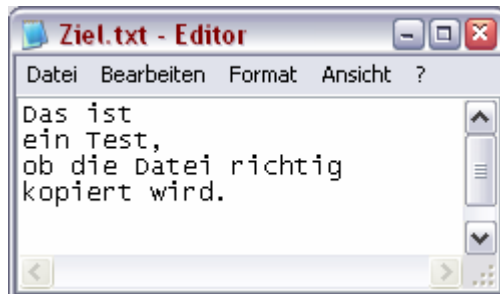 Ziel.txt - Editor
Datei Bearbeiten Format Ansicht ?
Das ist
ein Test,
ob die Datei richtig
kopiert wird.